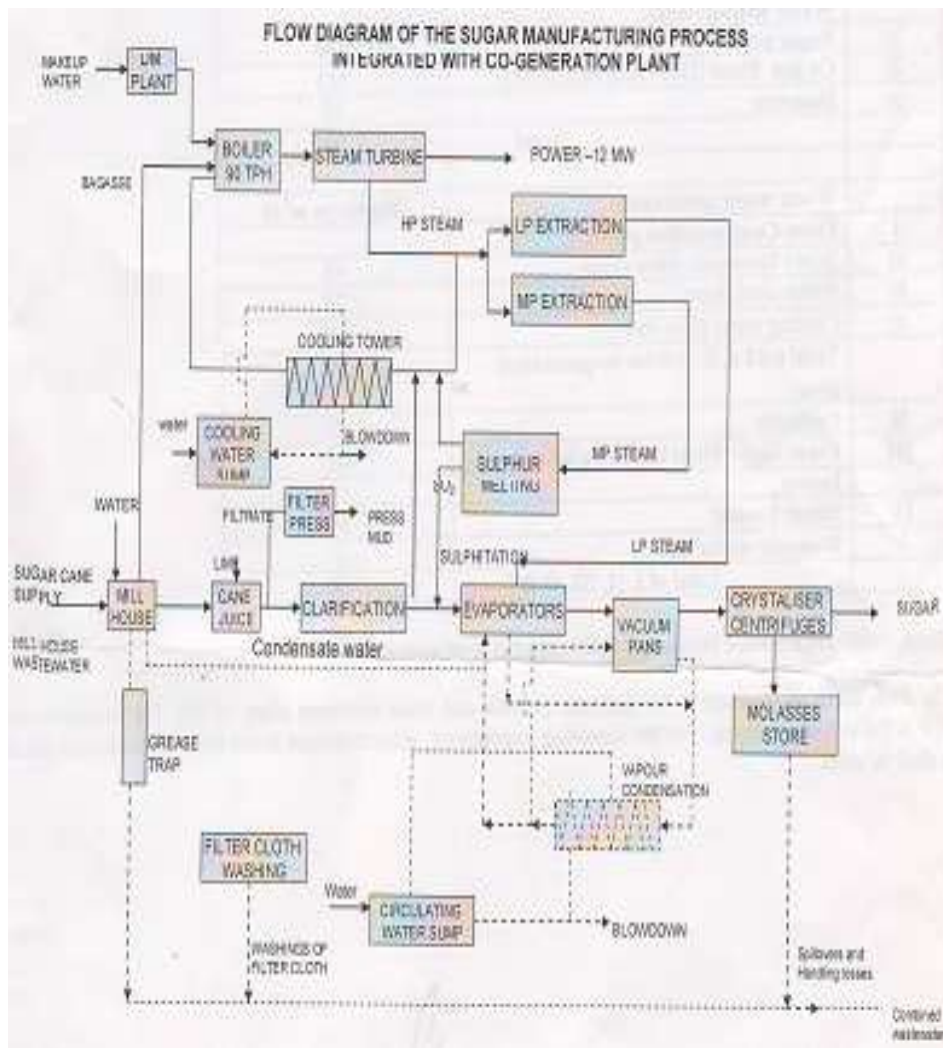 FLOW DIAGRAM OF THE SUGAR MANUFACTURING PROCESS
INTEGRATED WITH CO-GENERATION PLANT
MAKEUP
WATER
DM
PLANT
BOILER
90 TPH
STEAM TURBINE
POWER –12 MW
BAGASSE
HP STEAM
LP EXTRACTION
MP EXTRACTION
COOLING TOWER
water
COOLING
WATER
SUMP
BLOWDOWN
SULPHUR
MELTING
MP STEAM
SO2
WATER
FILTRATE
FILTER
PRESS
PRESS
MUD
SULPHITATION
LP STEAM
SUGAR CANE
SUPPLY
MILL
HOUSE
LIME
CANE
JUICE
CLARIFICATION
EVAPORATORS
VACUUM
PANS
CRYSTALISER
CENTRIFUGES
SUGAR
MILL HOUSE
WASTEWATER
Condensate water
GREASE
TRAP
MOLASSES
STORE
VAPOUR
CONDENSATION
FILTER CLOTH
WASHING
Water
CIRCULATING
WATER SUMP
BLOWDOWN
WASHINGS OF
FILTER CLOTH
Spillovers and
Handling losses
Combined